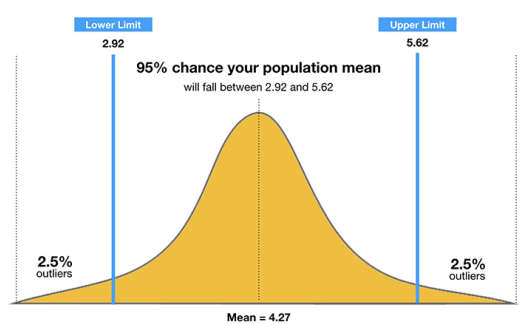 Lower Limit
2.92
Upper Limit
5.62
95% chance your population mean
will fall between 2.92 and 5.62
2.5%
outliers
2.5%
outliers
Mean = 4.27